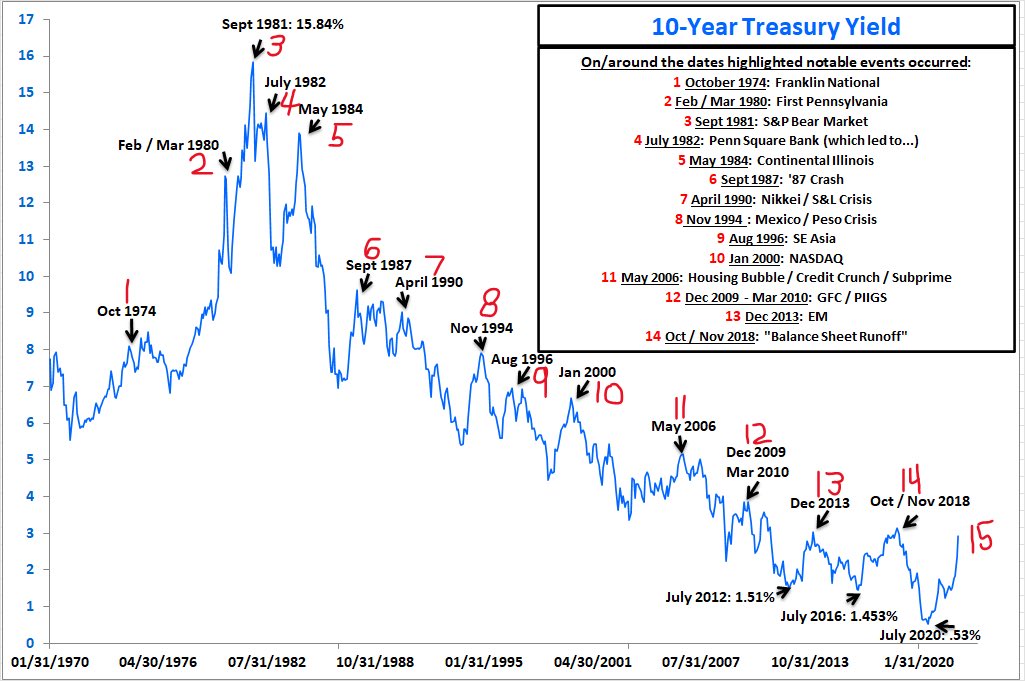 10-Year Treasury Yield
On/around the dates highlighted notable events occurred:
1 October 1974: Franklin National
2 Feb / Mar 1980: First Pennsylvania
3 Sept 1981: S&P Bear Market
4 July 1982: Penn Square Bank (which led to...)
5 May 1984: Continental Illinois
6 Sept 1987: '87 Crash
7 April 1990: Nikkei / S&L Crisis
8 Nov 1994 : Mexico / Peso Crisis
9 Aug 1996: SE Asia
10 Jan 2000: NASDAQ
11 May 2006: Housing Bubble / Credit Crunch / Subprime
12 Dec 2009 - Mar 2010: GFC / PIIGS
13 Dec 2013: EM
14 Oct / Nov 2018: "Balance Sheet Runoff"
17
16
15
14
13
12
11
10
9
8
7
6
5
4
3
2
1
0
1
Oct 1974
Feb / Mar 1980
2
Sept 1981: 15.84%
3
July 1982
4
May 1984
5
6
Sept 1987
7
April 1990
8
Nov 1994
Aug 1996
9
Jan 2000
10
11
May 2006
12
Dec 2009
Mar 2010
July 2012: 1.51%
13
Dec 2013
July 2016: 1.453%
14
Oct / Nov 2018
July 2020: .53%
15
01/31/1970
04/30/1976
07/31/1982
10/31/1988
01/31/1995
04/30/2001
07/31/2007
10/31/2013
1/31/2020